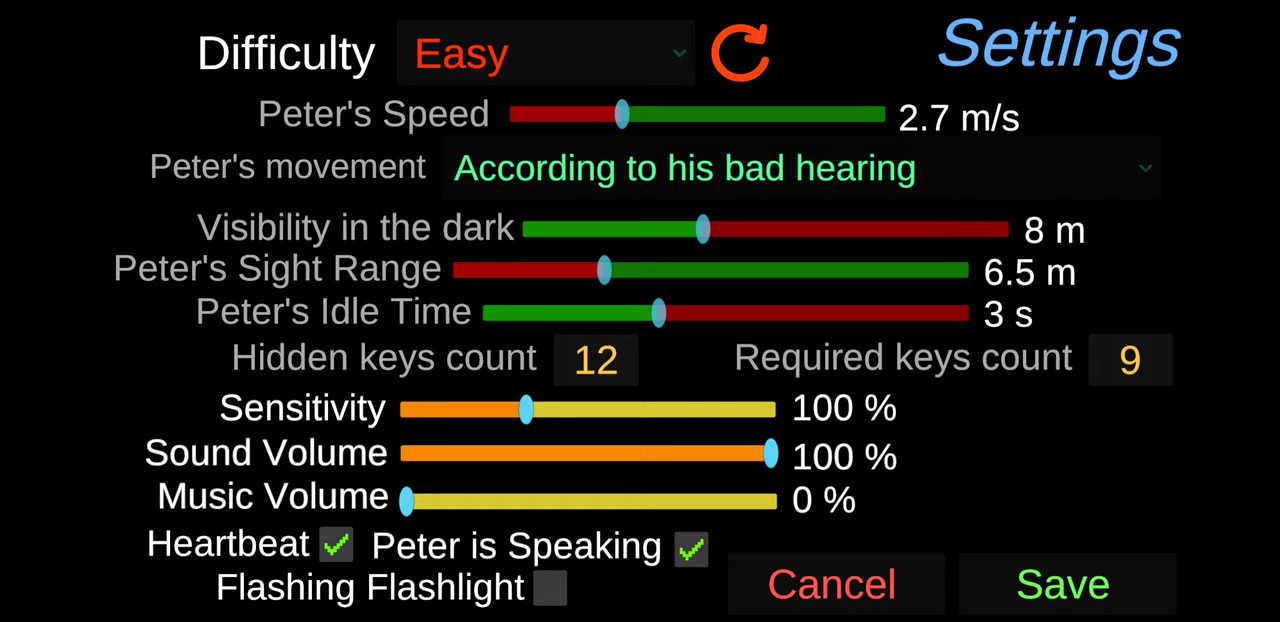 Difficulty Easy Settings
Peter's Speed 2.7 m/s
Peter's movement According to his bad hearing
Visibility in the dark 8 m
Peter's Sight Range 6.5 m
Peter's Idle Time 3 s
Hidden keys count 12 Required keys count 9
Sensitivity 100 %
Sound Volume 100 %
Music Volume 0 %
Heartbeat Peter is Speaking
Flashing Flashlight Cancel Save